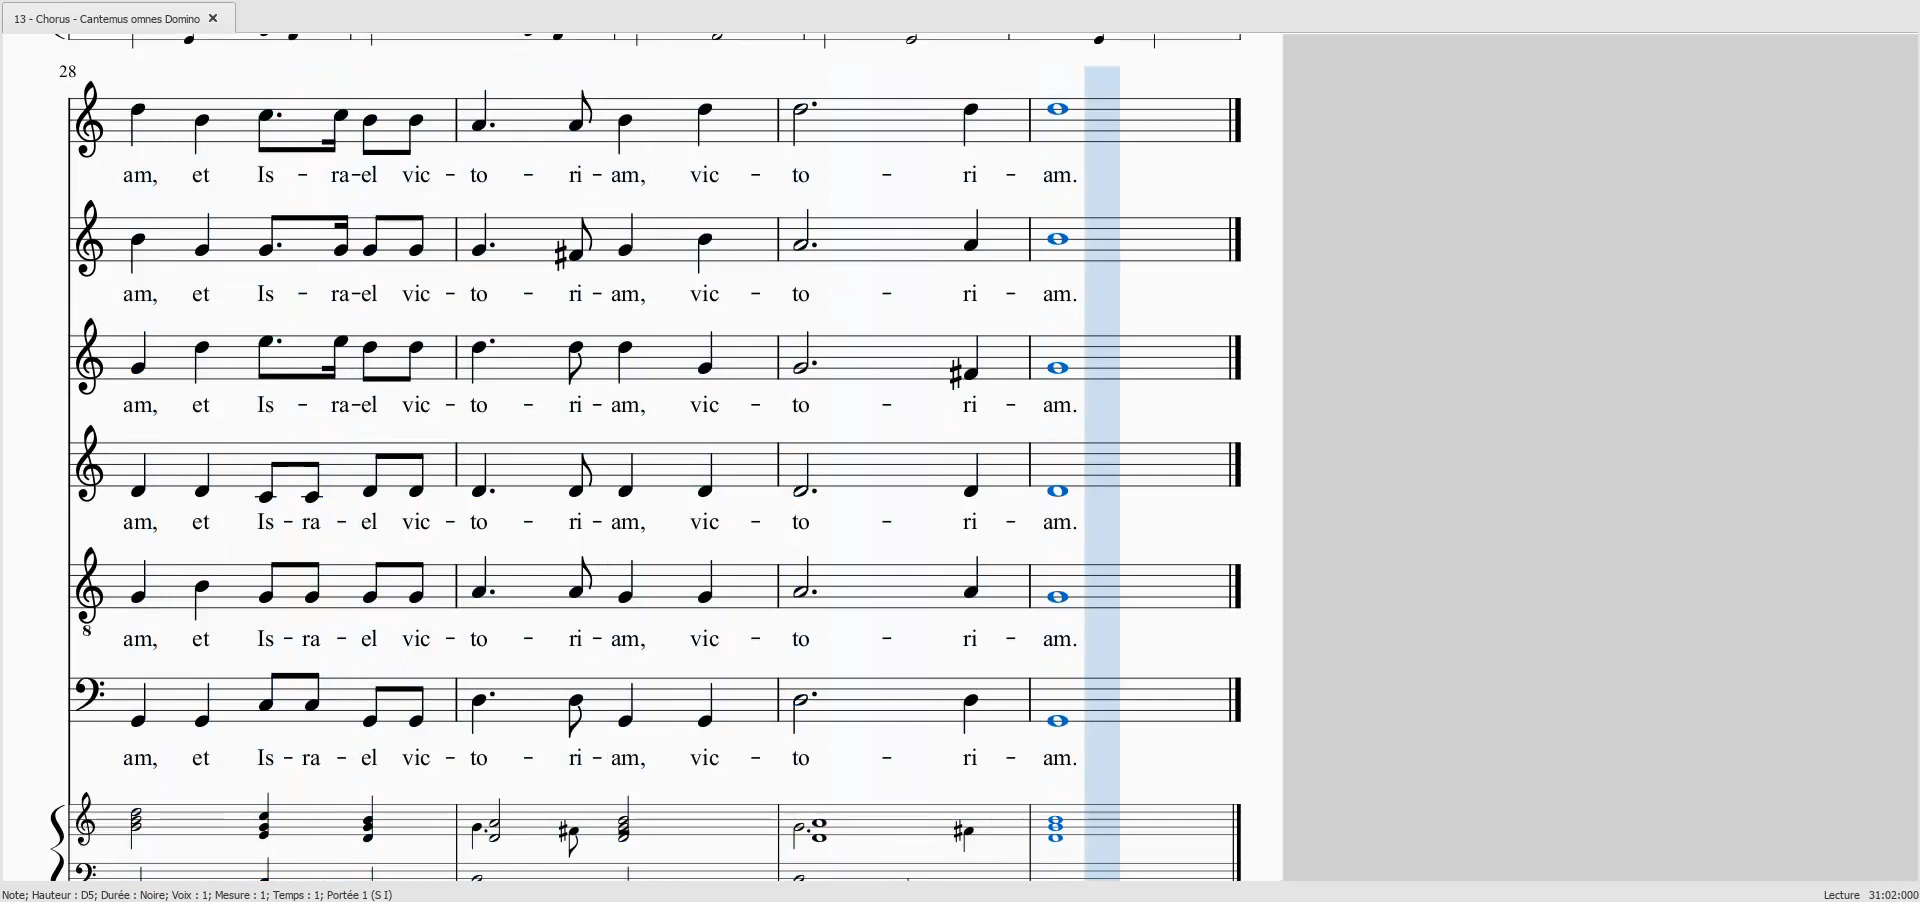 13 - Chorus - Cantemus omnes Domino ✕
28
am, et Is - ra-el vic - to - ri - am, vic - to - ri - am.
am, et Is - ra-el vic - to - ri - am, vic - to - ri - am.
am, et Is - ra-el vic - to - ri - am, vic - to - ri - am.
am, et Is - ra - el vic - to - ri - am, vic - to - ri - am.
8
am, et Is - ra - el vic - to - ri - am, vic - to - ri - am.
am, et Is - ra - el vic - to - ri - am, vic - to - ri - am.
Note; Hauteur : D5; Durée : Noire; Voix : 1; Mesure : 1; Temps : 1; Portée 1 (S I) Lecture 31:02:000